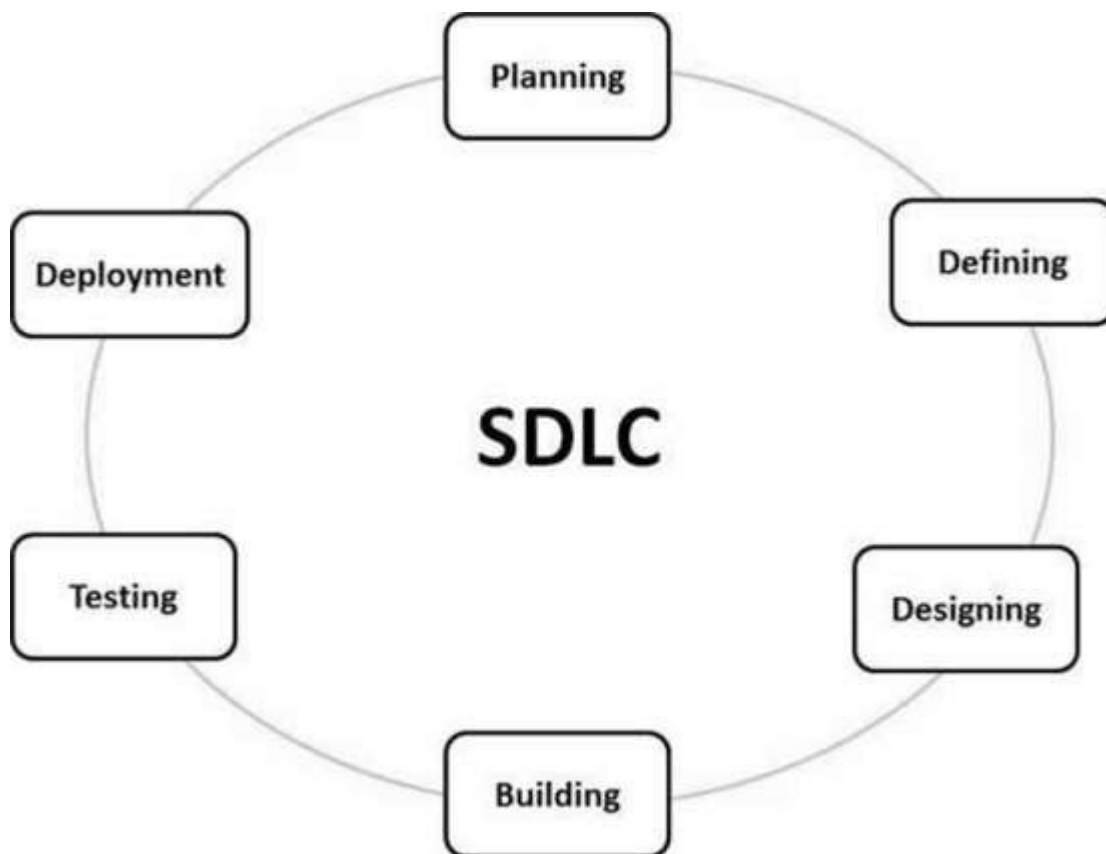 Planning
Defining
Designing
Building
Testing
Deployment
SDLC